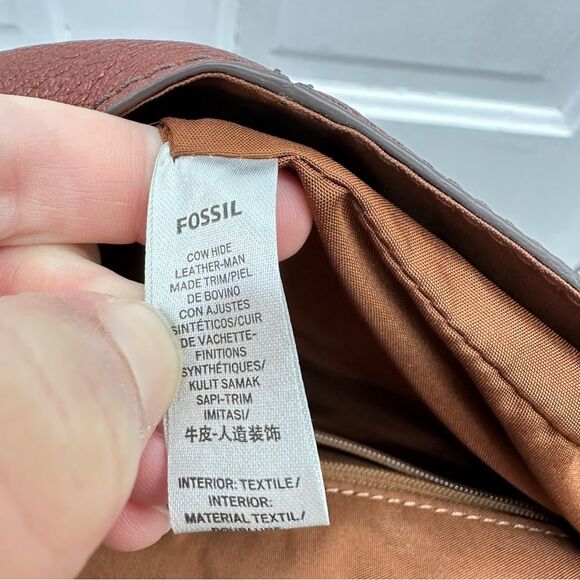 FOSSIL
COW HIDE
LEATHER-MAN
MADE TRIM/PIEL
DE BOVINO
CON AJUSTES
SINTÉTICOS/CUIR
DE VACHETTE-
FINITIONS
SYNTHÉTIQUES/
KULIT SAMAK
SAPI-TRIM
IMITASI/
牛皮-人造装饰
INTERIOR: TEXTILE/
INTERIOR:
MATERIAL TEXTIL/